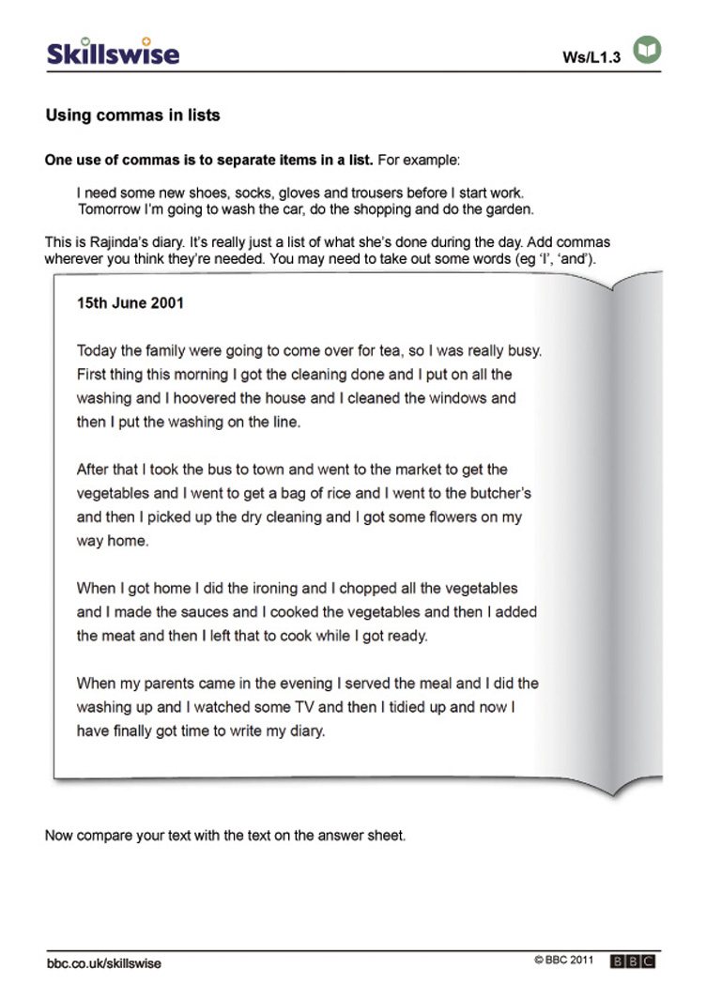 Skillswise
Ws/L1.3
Using commas in lists
One use of commas is to separate items in a list. For example:
I need some new shoes, socks, gloves and trousers before I start work.
Tomorrow I'm going to wash the car, do the shopping and do the garden.
This is Rajinda's diary. It's really just a list of what she's done during the day. Add commas
wherever you think they're needed. You may need to take out some words (eg 'I', 'and').
15th June 2001
Today the family were going to come over for tea, so I was really busy.
First thing this morning I got the cleaning done and I put on all the
washing and I hoovered the house and I cleaned the windows and
then I put the washing on the line.
After that I took the bus to town and went to the market to get the
vegetables and I went to get a bag of rice and I went to the butcher's
and then I picked up the dry cleaning and I got some flowers on my
way home.
When I got home I did the ironing and I chopped all the vegetables
and I made the sauces and I cooked the vegetables and then I added
the meat and then I left that to cook while I got ready.
When my parents came in the evening I served the meal and I did the
washing up and I watched some TV and then I tidied up and now I
have finally got time to write my diary.
Now compare your text with the text on the answer sheet.
bbc.co.uk/skillswise
© BBC 2011
BBC